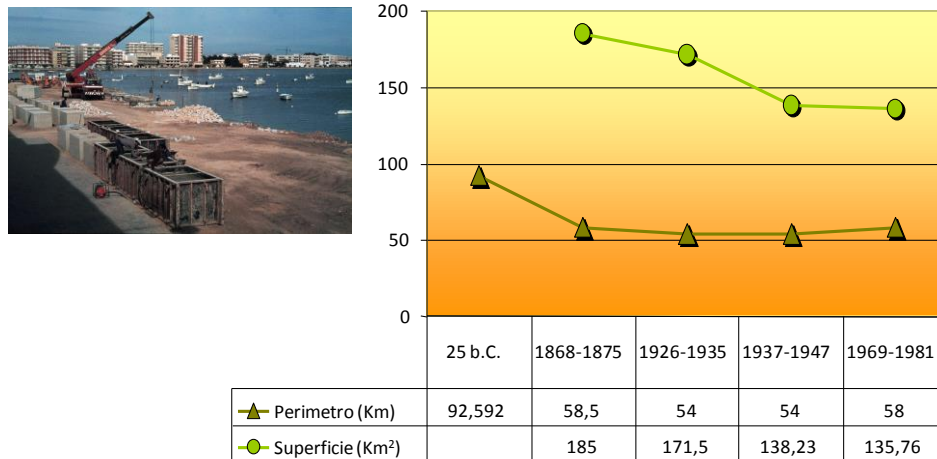 200
150
100
50
0
25 b.C. 1868-1875 1926-1935 1937-1947 1969-1981
Perimetro (Km) 92,592 58,5 54 54 58
Superficie (Km²) 185 171,5 138,23 135,76